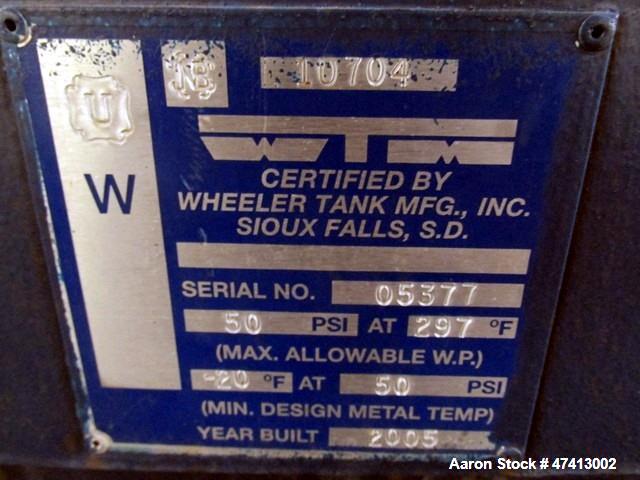 U NB 10704
WTM
W
CERTIFIED BY
WHEELER TANK MFG., INC.
SIOUX FALLS, S.D.
SERIAL NO. 05377
50 PSI AT 297 °F
(MAX. ALLOWABLE W.P.)
-20 °F AT 50 PSI
(MIN. DESIGN METAL TEMP)
YEAR BUILT 2005
Aaron Stock # 47413002